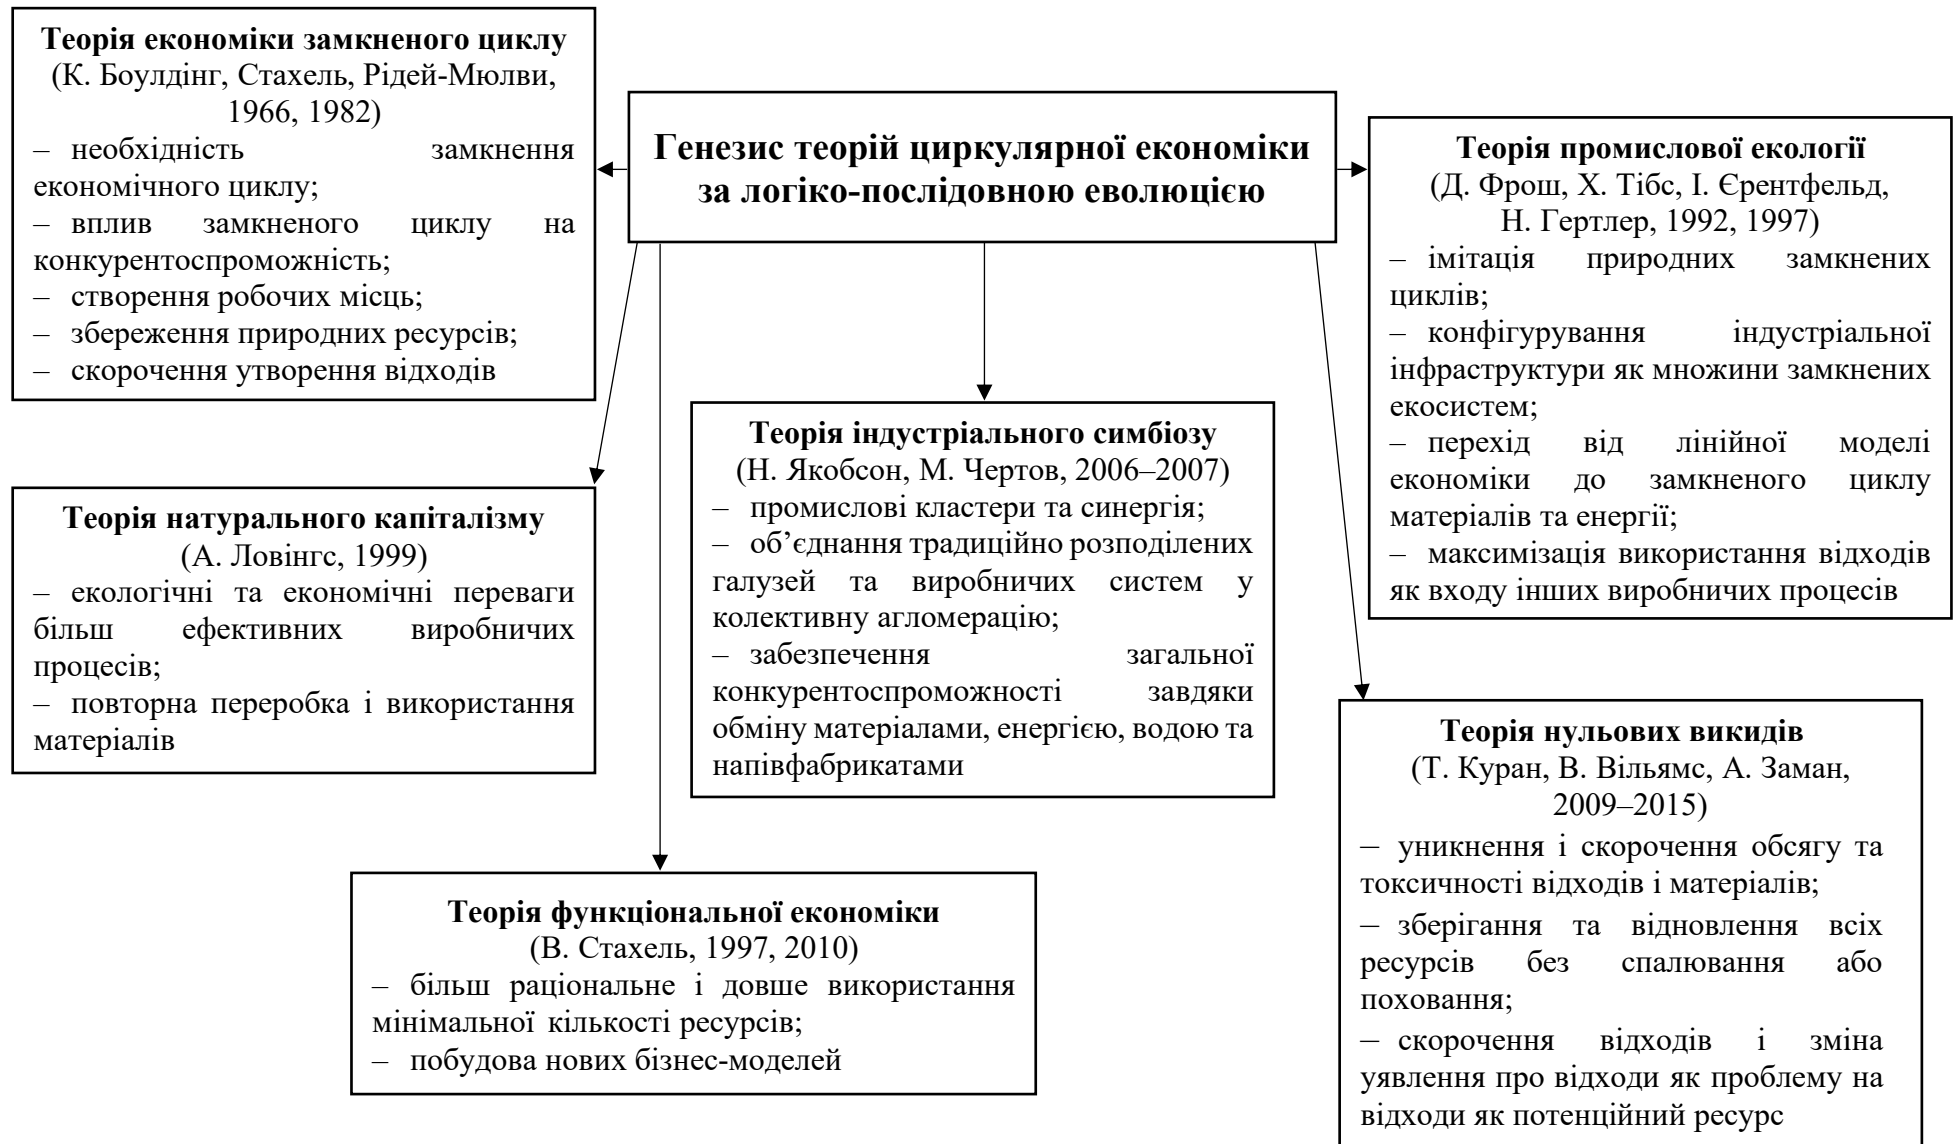 Теорія економіки замкненого циклу
(К. Боулдінг, Стахель, Рідей-Мюлви,
1966, 1982)
– необхідність замкнення
економічного циклу;
– вплив замкненого циклу на
конкурентоспроможність;
– створення робочих місць;
– збереження природних ресурсів;
– скорочення утворення відходів
Генезис теорій циркулярної економіки
за логіко-послідовною еволюцією
Теорія промислової екології
(Д. Фрош, Х. Тібс, І. Єрентфельд,
Н. Гертлер, 1992, 1997)
– імітація природних замкнених
циклів;
– конфігурування індустріальної
інфраструктури як множини замкнених
екосистем;
– перехід від лінійної моделі
економіки до замкненого циклу
матеріалів та енергії;
– максимізація використання відходів
як входу інших виробничих процесів
Теорія натурального капіталізму
(А. Ловінгс, 1999)
– екологічні та економічні переваги
більш ефективних виробничих
процесів;
– повторна переробка і використання
матеріалів
Теорія індустріального симбіозу
(Н. Якобсон, М. Чертов, 2006–2007)
– промислові кластери та синергія;
– об’єднання традиційно розподілених
галузей та виробничих систем у
колективну агломерацію;
– забезпечення загальної
конкурентоспроможності завдяки
обміну матеріалами, енергією, водою та
напівфабрикатами
Теорія нульових викидів
(Т. Куран, В. Вільямс, А. Заман,
2009–2015)
– уникнення і скорочення обсягу та
токсичності відходів і матеріалів;
– зберігання та відновлення всіх
ресурсів без спалювання або
поховання;
– скорочення відходів і зміна
уявлення про відходи як проблему на
відходи як потенційний ресурс
Теорія функціональної економіки
(В. Стахель, 1997, 2010)
– більш раціональне і довше використання
мінімальної кількості ресурсів;
– побудова нових бізнес-моделей